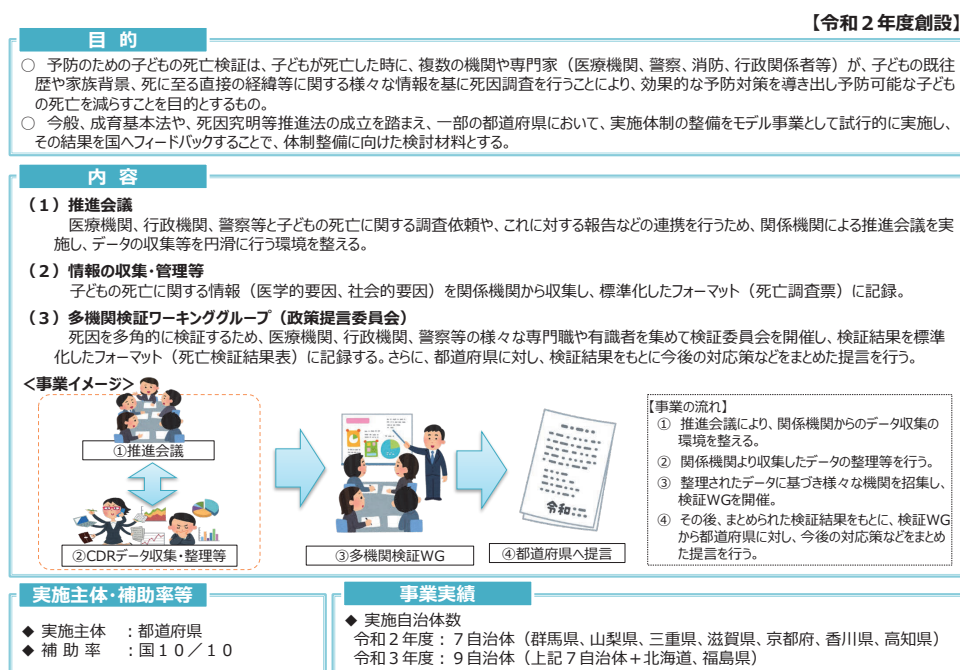 【令和２年度創設】
目 的
○　予防のための子どもの死亡検証は、子どもが死亡した時に、複数の機関や専門家（医療機関、警察、消防、行政関係者等）が、子どもの既往
歴や家族背景、死に至る直接の経緯等に関する様々な情報を基に死因調査を行うことにより、効果的な予防対策を導き出し予防可能な子ども
の死亡を減らすことを目的とするもの。
○　今般、成育基本法や、死因究明等推進法の成立を踏まえ、一部の都道府県において、実施体制の整備をモデル事業として試行的に実施し、
その結果を国へフィードバックすることで、体制整備に向けた検討材料とする。
内 容
（１）推進会議
医療機関、行政機関、警察等と子どもの死亡に関する調査依頼や、これに対する報告などの連携を行うため、関係機関による推進会議を実
施し、データの収集等を円滑に行う環境を整える。
（２）情報の収集・管理等
子どもの死亡に関する情報（医学的要因、社会的要因）を関係機関から収集し、標準化したフォーマット（死亡調査票）に記録。
（３）多機関検証ワーキンググループ（政策提言委員会）
死因を多角的に検証するため、医療機関、行政機関、警察等の様々な専門職や有識者を集めて検証委員会を開催し、検証結果を標準
化したフォーマット（死亡検証結果表）に記録する。さらに、都道府県に対し、検証結果をもとに今後の対応策などをまとめた提言を行う。
＜事業イメージ＞
①推進会議
②CDRデータ収集・整理等
③多機関検証WG
令和
④都道府県へ提言
【事業の流れ】
①　推進会議により、関係機関からのデータ収集の
環境を整える。
②　関係機関より収集したデータの整理等を行う。
③　整理されたデータに基づき様々な機関を招集し、
検証WGを開催。
④　その後、まとめられた検証結果をもとに、検証WG
から都道府県に対し、今後の対応策などをまとめ
た提言を行う。
実施主体・補助率等
◆ 実施主体　：都道府県
◆ 補 助 率　：国１０／１０
事業実績
◆ 実施自治体数
令和２年度：７自治体（群馬県、山梨県、三重県、滋賀県、京都府、香川県、高知県）
令和３年度：９自治体（上記７自治体＋北海道、福島県）